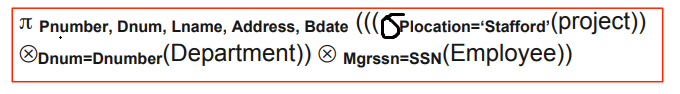 π Pnumber, Dnum, Lname, Address, Bdate (((σPlocation=‘Stafford’(project))
⊗Dnum=Dnumber(Department)) ⊗ Mgrssn=SSN(Employee))